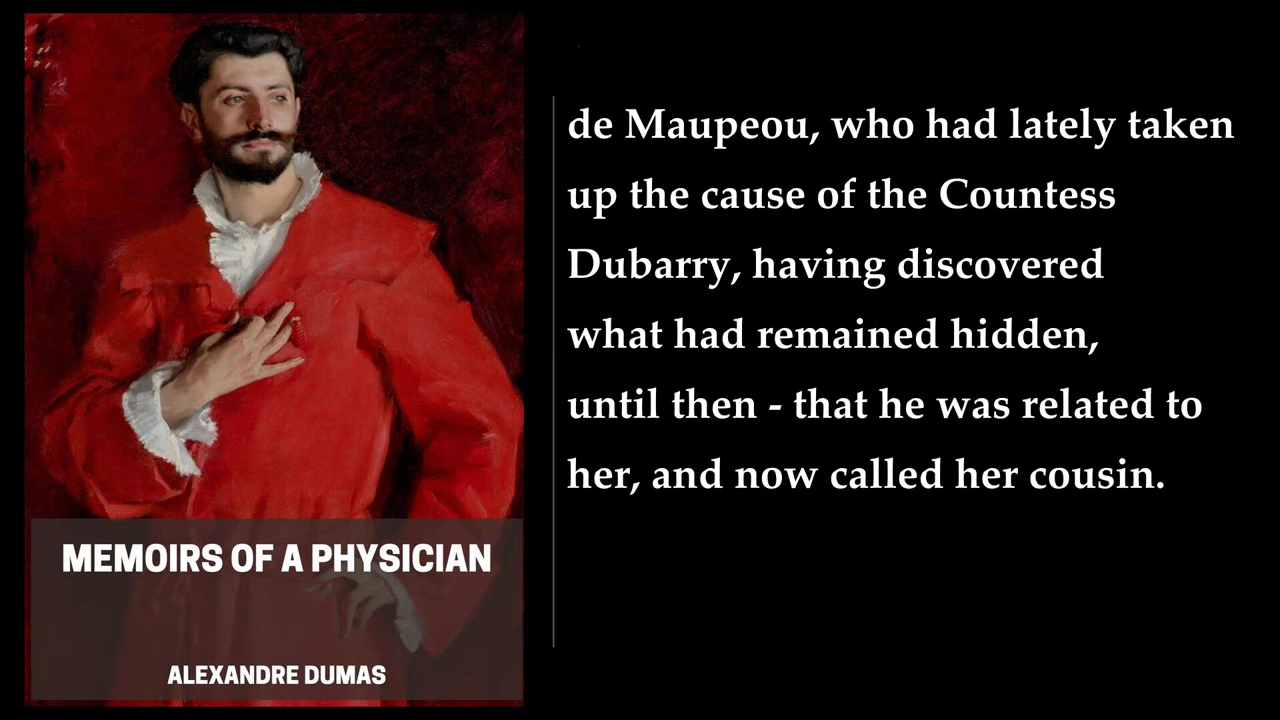 de Maupeou, who had lately taken
up the cause of the Countess
Dubarry, having discovered
what had remained hidden,
until then - that he was related to
her, and now called her cousin.
MEMOIRS OF A PHYSICIAN
ALEXANDRE DUMAS